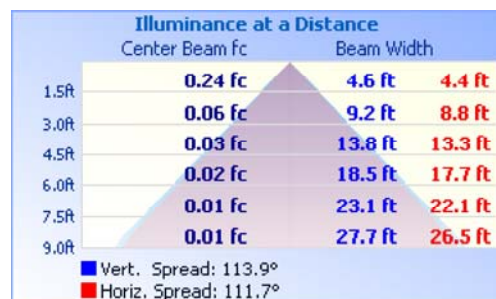 Illuminance at a Distance
Center Beam fc Beam Width
1.5ft 0.24 fc 4.6 ft 4.4 ft
3.0ft 0.06 fc 9.2 ft 8.8 ft
4.5ft 0.03 fc 13.8 ft 13.3 ft
6.0ft 0.02 fc 18.5 ft 17.7 ft
7.5ft 0.01 fc 23.1 ft 22.1 ft
9.0ft 0.01 fc 27.7 ft 26.5 ft
Vert. Spread: 113.9°
Horiz. Spread: 111.7°